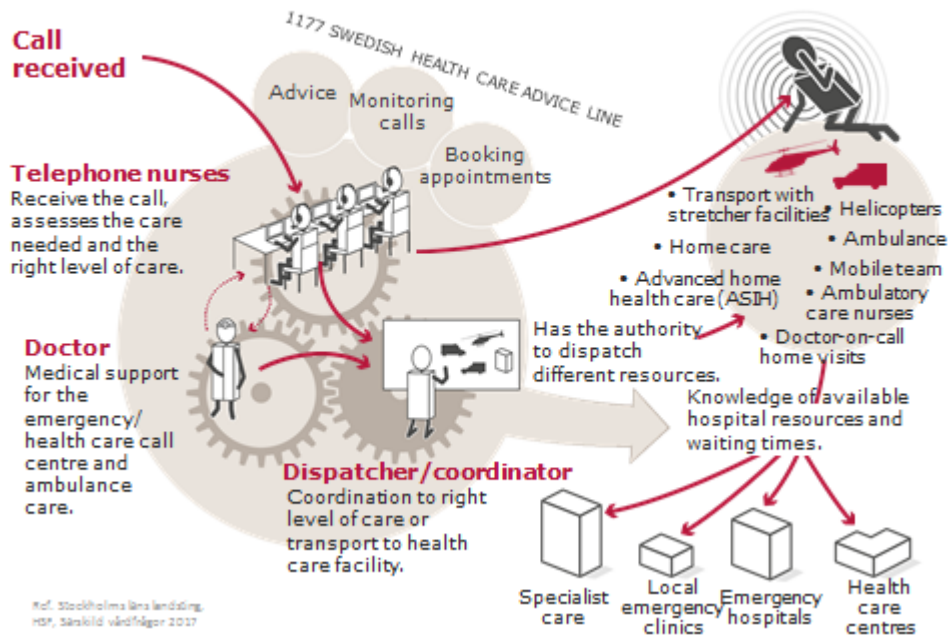 Call
received
1177 SWEDISH HEALTH CARE ADVICE LINE
Advice
Monitoring
calls
Booking
appointments
Telephone nurses
Receive the call,
assesses the care
needed and the
right level of care.
Doctor
Medical support
for the
emergency/
health care call
centre and
ambulance
care.
Dispatcher/coordinator
Coordination to right
level of care or
transport to health
care facility.
• Transport with
stretcher facilities
• Home care
• Advanced home
health care (ASIH)
• Helicopters
• Ambulance
• Mobile team
• Ambulatory
care nurses
• Doctor-on-call
home visits
Has the authority
to dispatch
different resources.
Knowledge of available
hospital resources and
waiting times.
Specialist
care
Local
emergency
clinics
Emergency
hospitals
Health
care
centres
Ref. Stockholms läns landsting,
HSF, Särskild vårdfrågor 2017